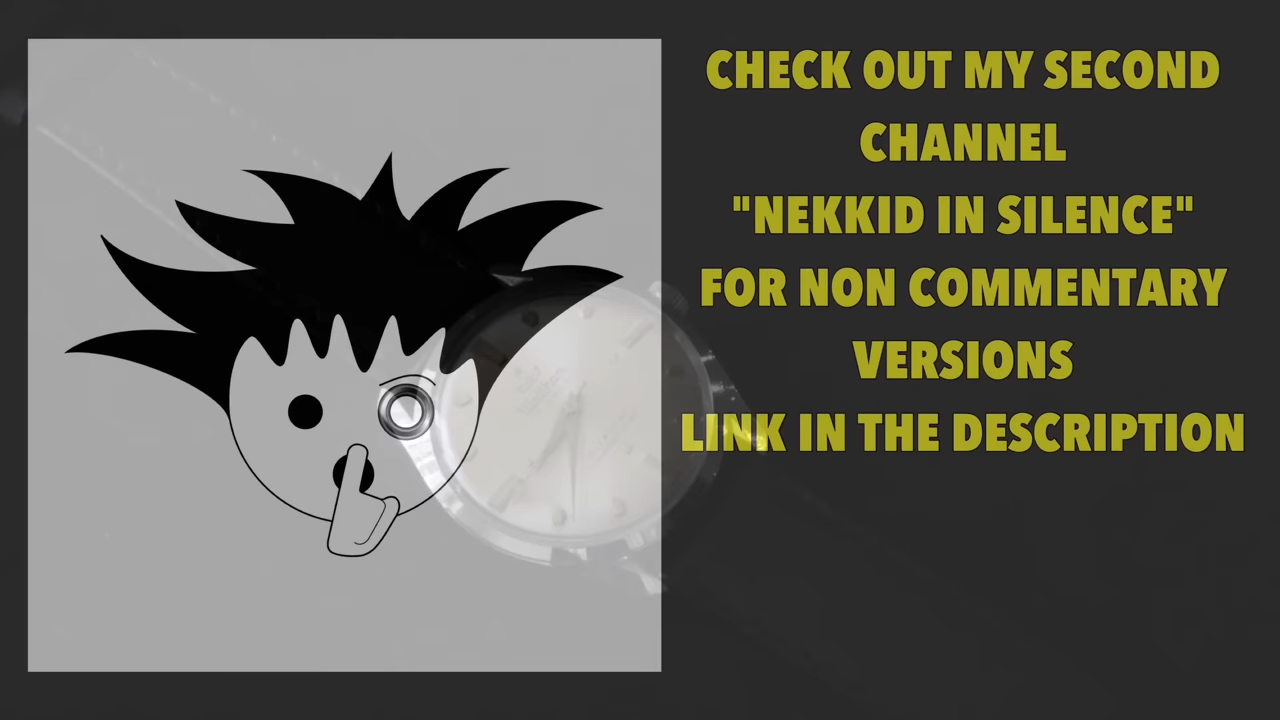 CHECK OUT MY SECOND
CHANNEL
"NEKKID IN SILENCE"
FOR NON COMMENTARY
VERSIONS
LINK IN THE DESCRIPTION